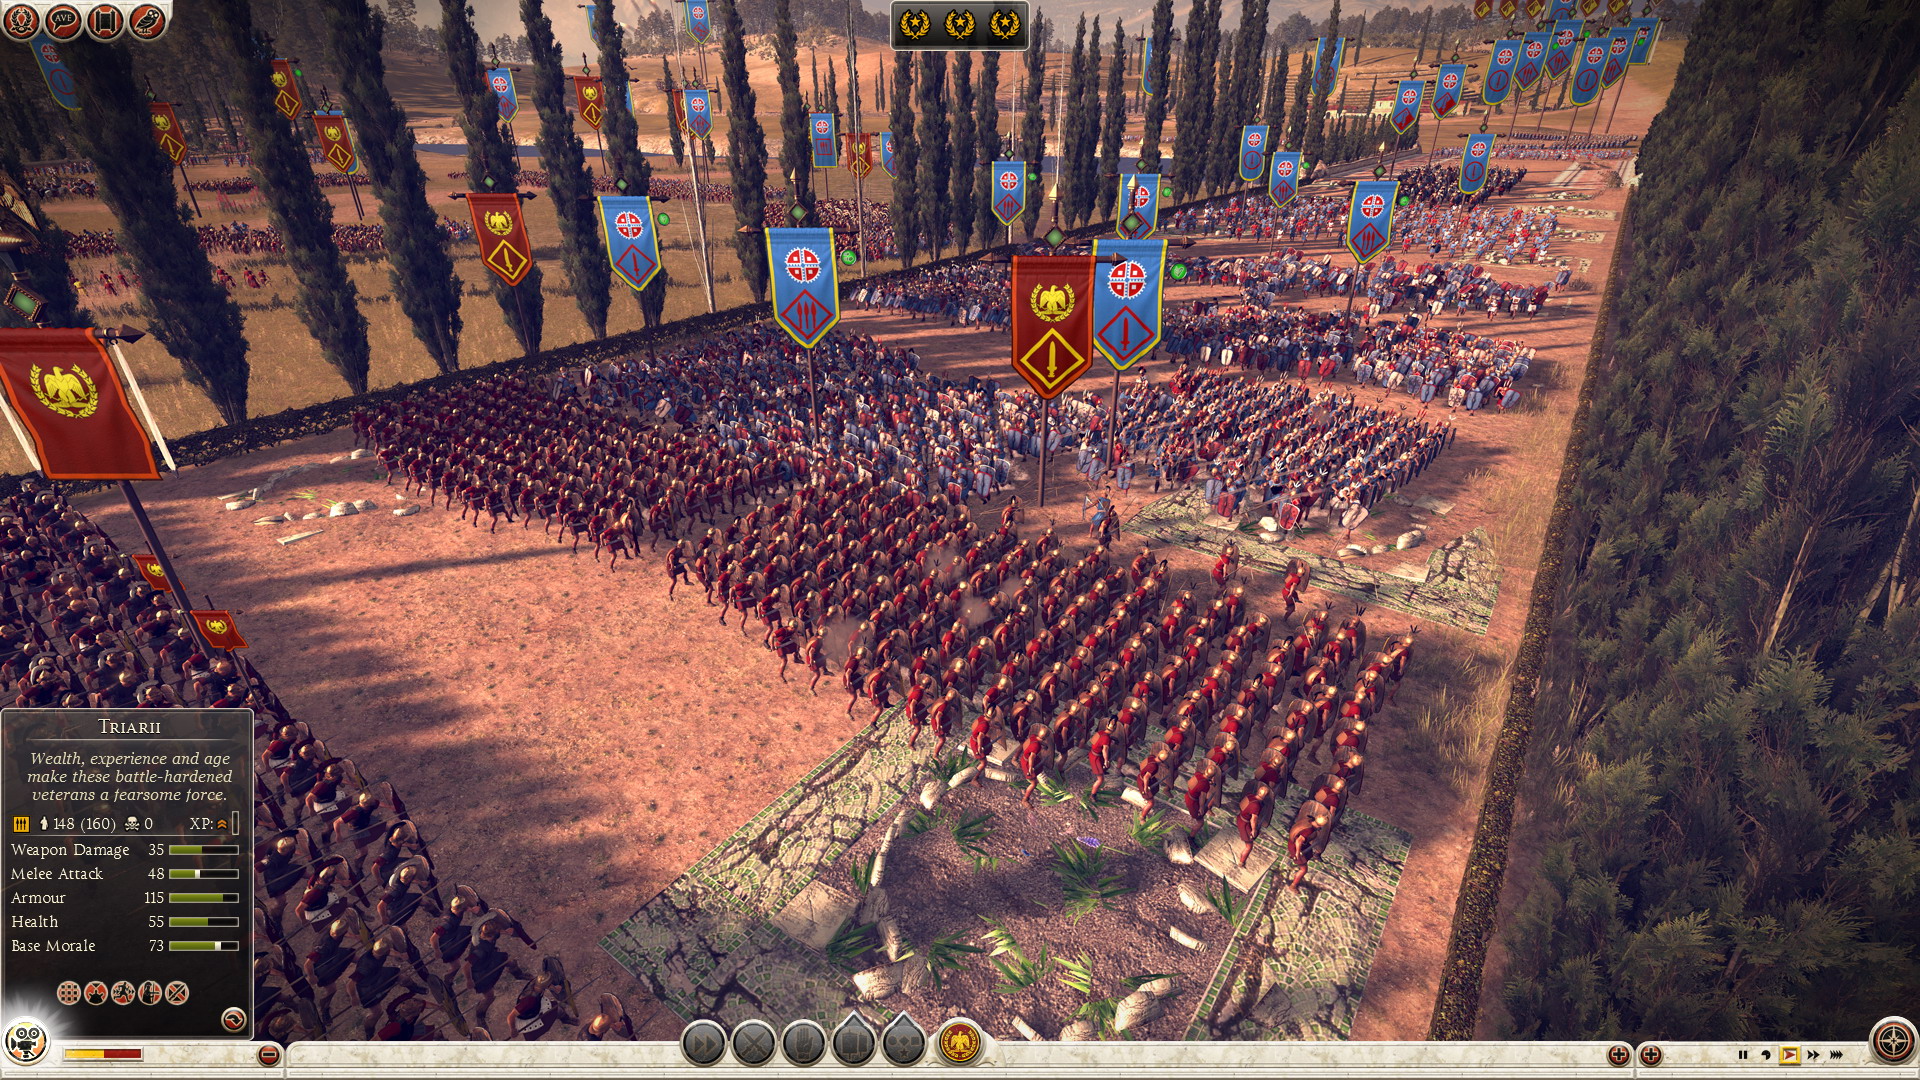 AVE
Triarii
Wealth, experience and age
make these battle-hardened
veterans a fearsome force.
148 (160) 0 XP:
Weapon Damage 35
Melee Attack 48
Armour 115
Health 55
Base Morale 73